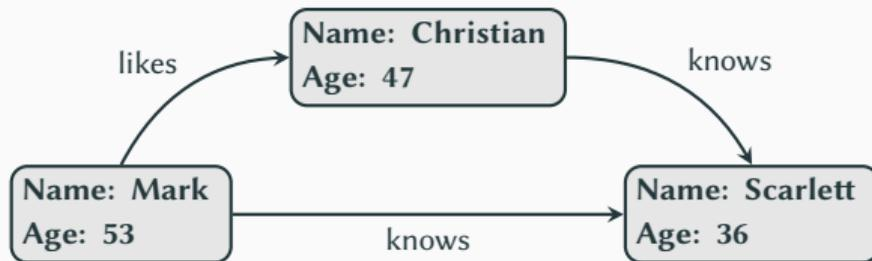 Name: Christian
Age: 47
likes
knows
Name: Mark
Age: 53
knows
Name: Scarlett
Age: 36